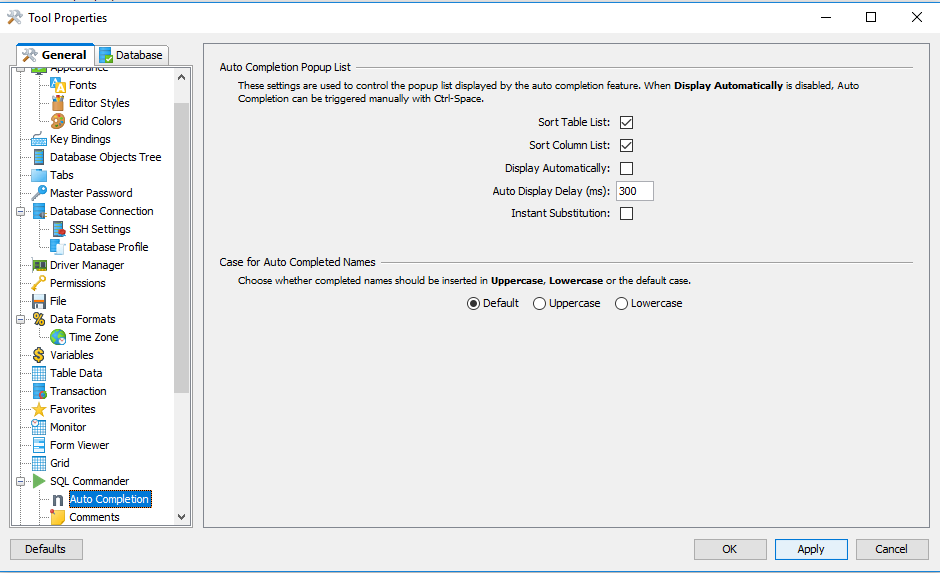 Tool Properties
General
Database
Appearance
Fonts
Editor Styles
Grid Colors
Key Bindings
Database Objects Tree
Tabs
Master Password
Database Connection
SSH Settings
Database Profile
Driver Manager
Permissions
File
Data Formats
Time Zone
Variables
Table Data
Transaction
Favorites
Monitor
Form Viewer
Grid
SQL Commander
Auto Completion
Comments
Auto Completion Popup List
These settings are used to control the popup list displayed by the auto completion feature. When Display Automatically is disabled, Auto
Completion can be triggered manually with Ctrl-Space.
Sort Table List:
Sort Column List:
Display Automatically:
Auto Display Delay (ms): 300
Instant Substitution:
Case for Auto Completed Names
Choose whether completed names should be inserted in Uppercase, Lowercase or the default case.
Default Uppercase Lowercase
Defaults
OK
Apply
Cancel